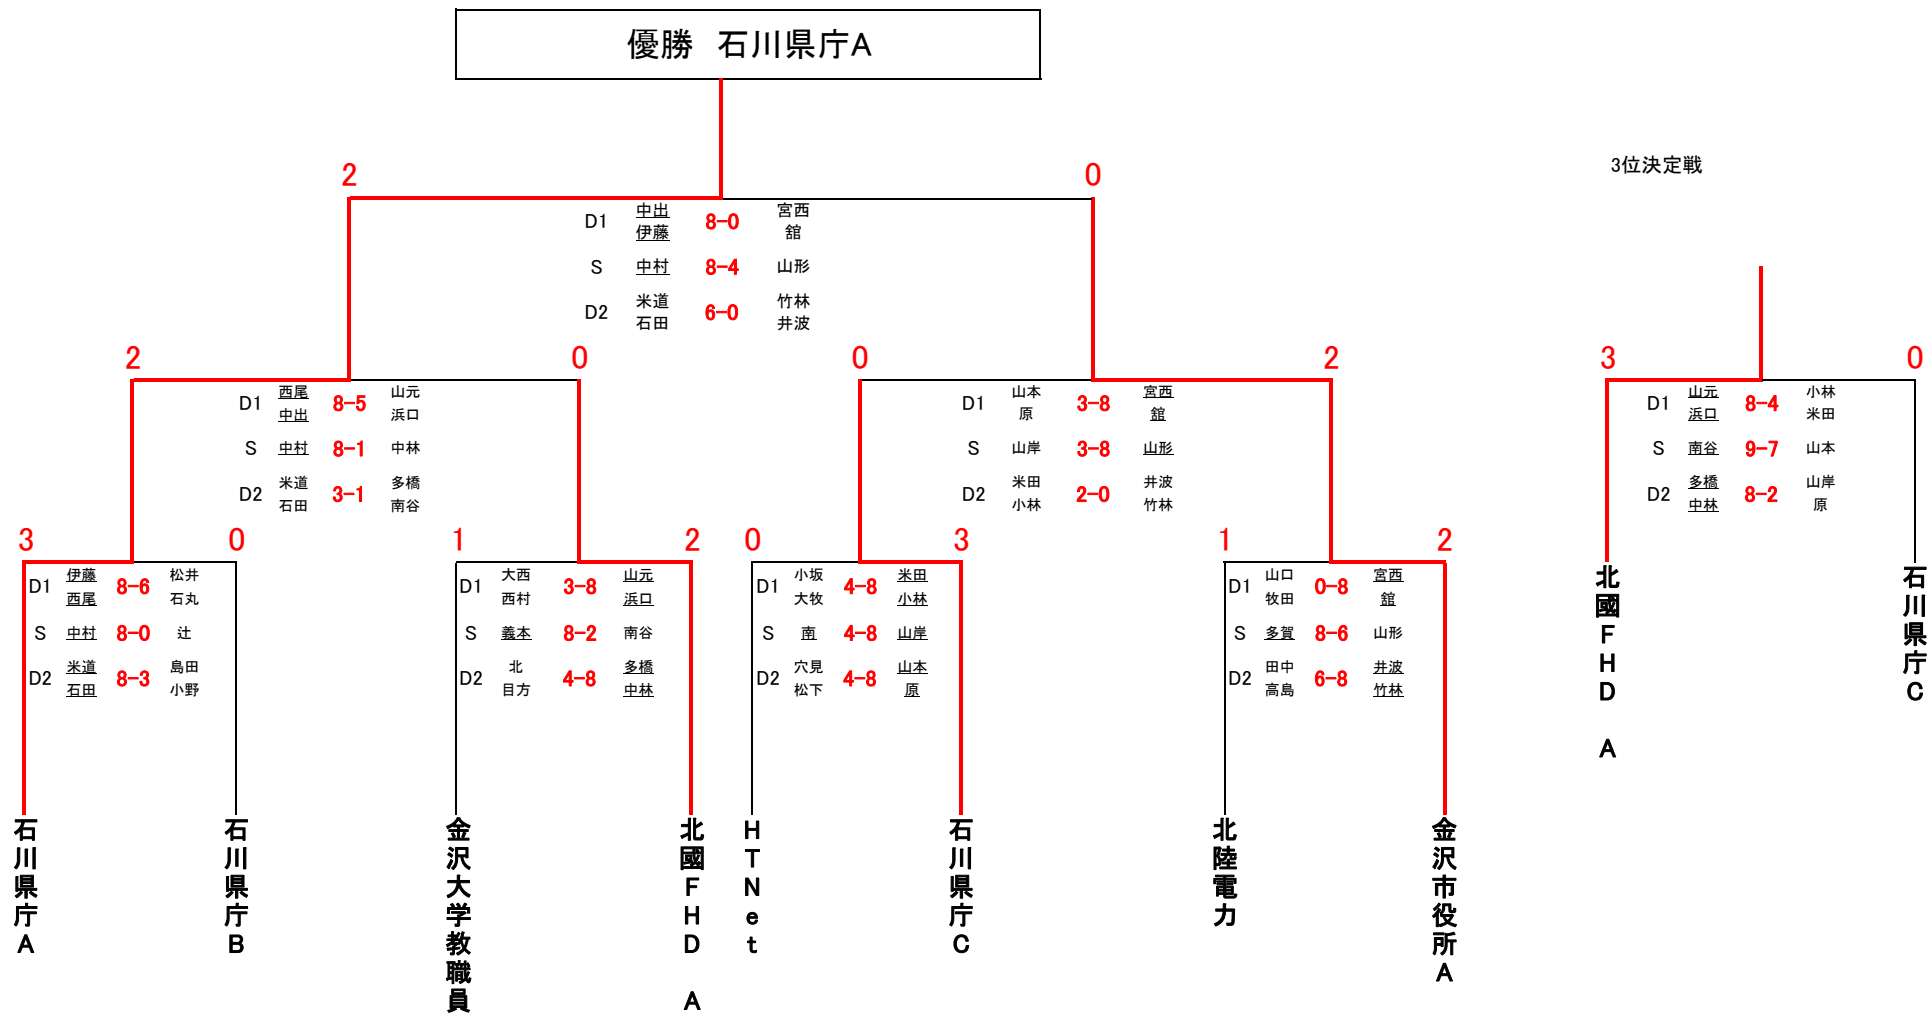 優勝 石川県庁A
3位決定戦
2 0
D1 中出 伊藤 8-0 宮西 舘
S 中村 8-4 山形
D2 米道 石田 6-0 竹林 井波
2 0 0 2 3 0
D1 西尾 中出 8-5 山元 浜口
S 中村 8-1 中林
D2 米道 石田 3-1 多橋 南谷
D1 山本 原 3-8 宮西 舘
S 山岸 3-8 山形
D2 米田 小林 2-0 井波 竹林
D1 山元 浜口 8-4 小林 米田
S 南谷 9-7 山本
D2 多橋 中林 8-2 山岸 原
3 0 1 2 0 3 1 2
D1 伊藤 西尾 8-6 松井 石丸
S 中村 8-0 辻
D2 米道 石田 8-3 島田 小野
D1 大西 西村 3-8 山元 浜口
S 義本 8-2 南谷
D2 北 目方 4-8 多橋 中林
D1 小坂 大牧 4-8 米田 小林
S 南 4-8 山岸
D2 穴見 松下 4-8 山本 原
D1 山口 牧田 0-8 宮西 舘
S 多賀 8-6 山形
D2 田中 高島 6-8 井波 竹林
北國FHD A
石川県庁C
石川県庁A
石川県庁B
金沢大学教職員
北國FHD A
HTNet
石川県庁C
北陸電力
金沢市役所A